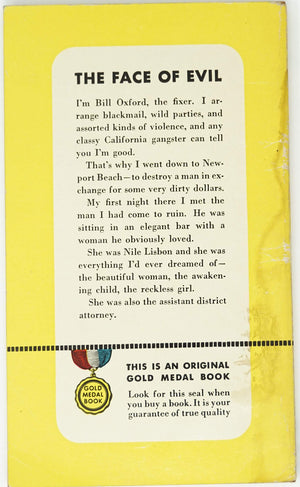 THE FACE OF EVIL
I'm Bill Oxford, the fixer. I ar-
range blackmail, wild parties, and
assorted kinds of violence, and any
classy California gangster can tell
you I'm good.
That's why I went down to New-
port Beach—to destroy a man in ex-
change for some very dirty dollars.
My first night there I met the
man I had come to ruin. He was
sitting in an elegant bar with a
woman he obviously loved.
She was Nile Lisbon and she was
everything I'd ever dreamed of—
the beautiful woman, the awaken-
ing child, the reckless girl.
She was also the assistant district
attorney.
GOLD
MEDAL
BOOK
THIS IS AN ORIGINAL
GOLD MEDAL BOOK
Look for this seal when
you buy a book. It is your
guarantee of true quality